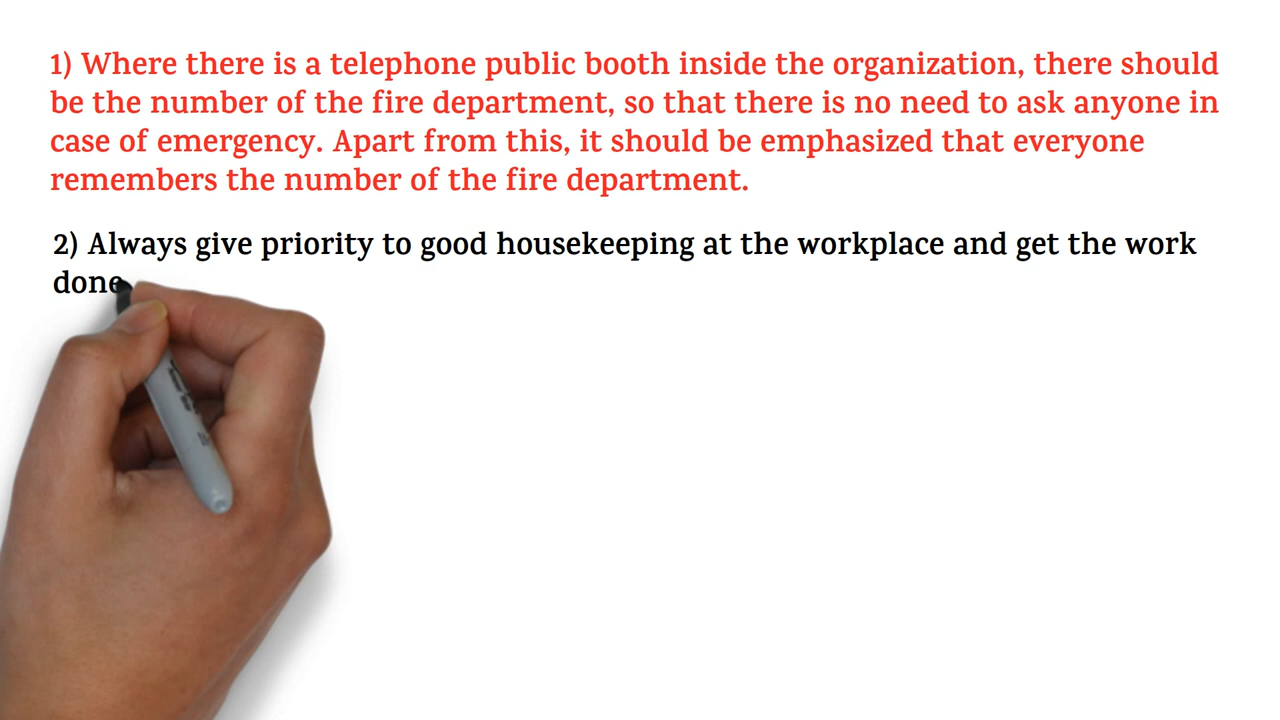 1) Where there is a telephone public booth inside the organization, there should
be the number of the fire department, so that there is no need to ask anyone in
case of emergency. Apart from this, it should be emphasized that everyone
remembers the number of the fire department.
2) Always give priority to good housekeeping at the workplace and get the work
done